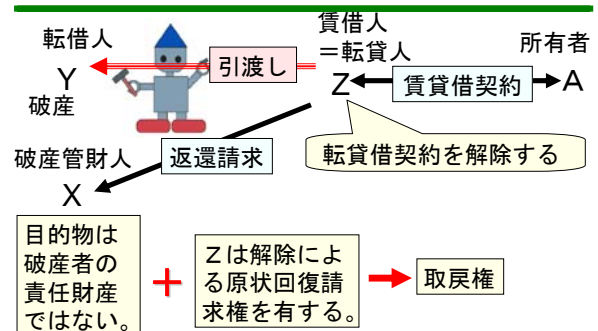 転借人
Y
破産
引渡し
賃借人
＝転貸人
Z
賃貸借契約
所有者
A
転貸借契約を解除する
破産管財人
X
返還請求
目的物は
破産者の
責任財産
ではない。
＋
Ｚは解除によ
る原状回復請
求権を有する。
取戻権